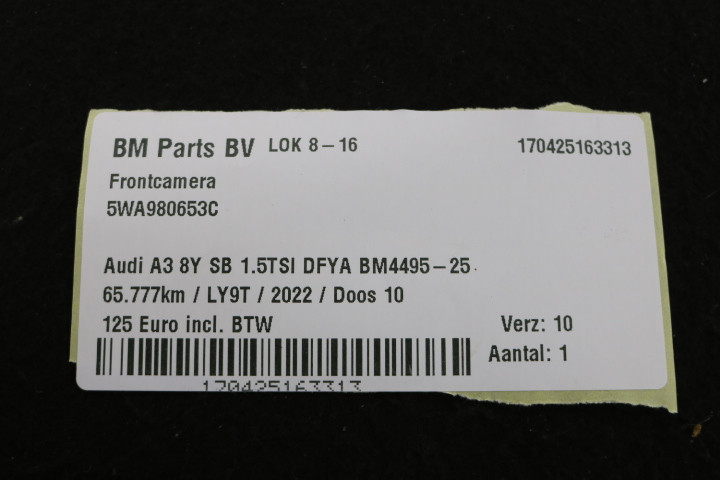 BM Parts BV LOK 8-16 170425163313
Frontcamera
5WA980653C
Audi A3 8Y SB 1.5TSI DFYA BM4495-25
65.777km / LY9T / 2022 / Doos 10
125 Euro incl. BTW Verz: 10
Aantal: 1
170425163313